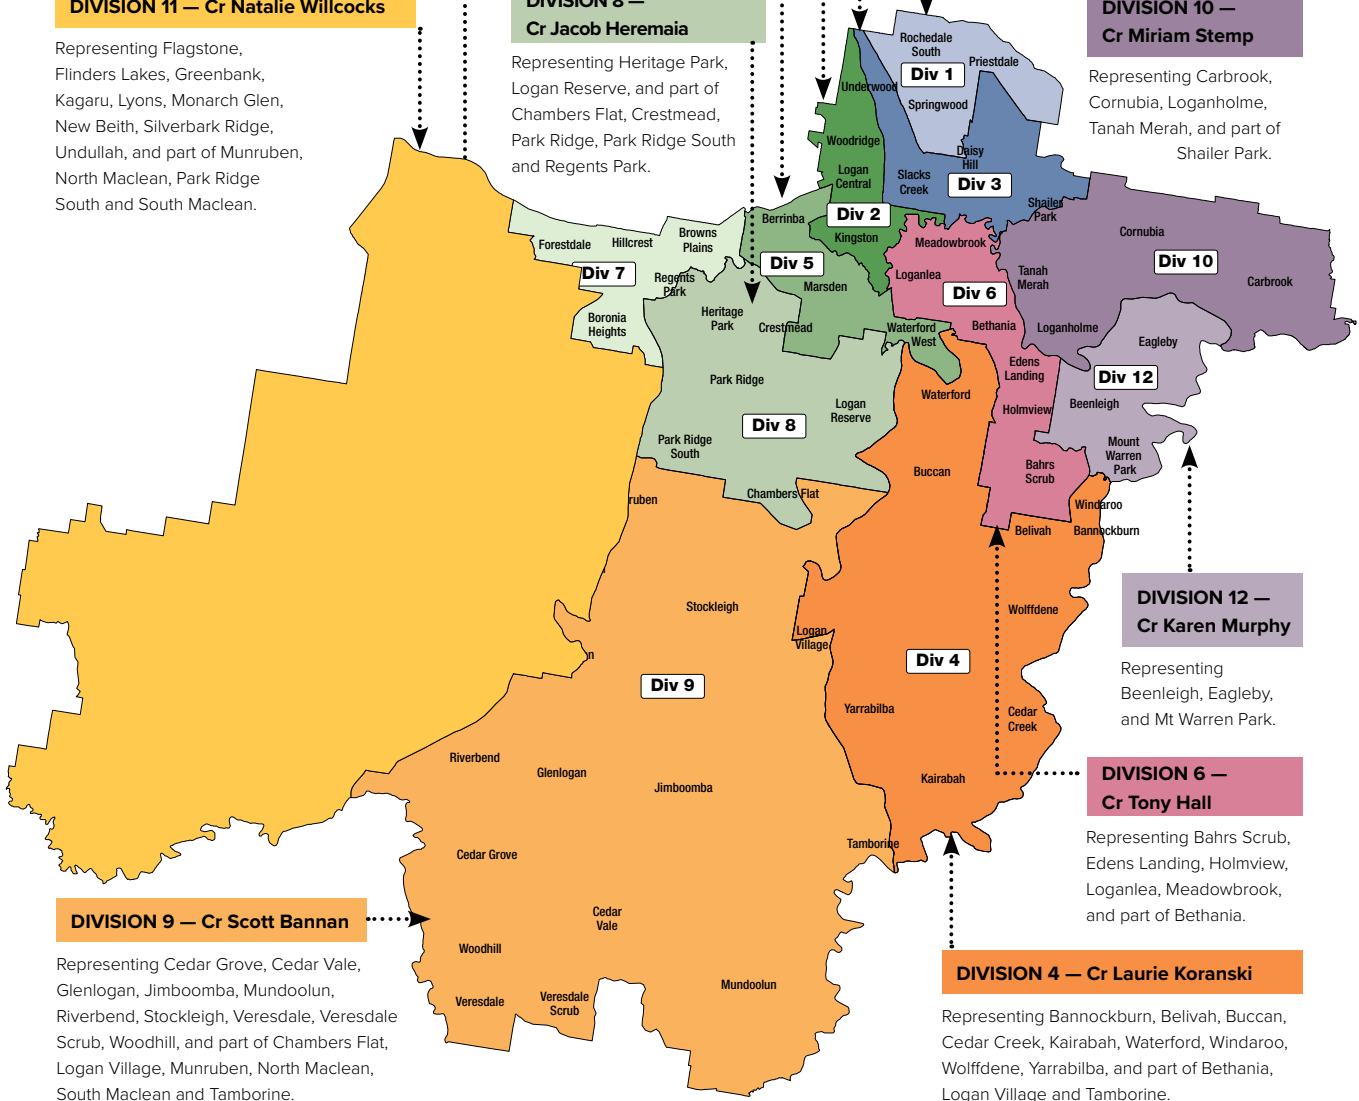 DIVISION 11 — Cr Natalie Willcocks
Representing Flagstone,
Flinders Lakes, Greenbank,
Kagaru, Lyons, Monarch Glen,
New Beith, Silverbark Ridge,
Undullah, and part of Munruben,
North Maclean, Park Ridge
South and South Maclean.
DIVISION 8 —
Cr Jacob Heremaia
Representing Heritage Park,
Logan Reserve, and part of
Chambers Flat, Crestmead,
Park Ridge, Park Ridge South
and Regents Park.
DIVISION 10 —
Cr Miriam Stemp
Representing Carbrook,
Cornubia, Loganholme,
Tanah Merah, and part of
Shailer Park.
Rochedale
South
Priestdale
Div 1
Underwood
Springwood
Woodridge
Daisy
Hill
Logan
Central
Slacks
Creek
Div 3
Shailer
Park
Berrinba
Div 2
Kingston
Meadowbrook
Cornubia
Div 10
Carbrook
Forestdale
Hillcrest
Browns
Plains
Div 7
Regents
Park
Div 5
Marsden
Loganlea
Tanah
Merah
Div 6
Boronia
Heights
Heritage
Park
Crestmead
Waterford
West
Bethania
Loganholme
Eagleby
Edens
Landing
Div 12
Park Ridge
Waterford
Logan
Reserve
Holmview
Beenleigh
Div 8
Park Ridge
South
Mount
Warren
Park
Buccan
Bahrs
Scrub
Chambers Flat
ruben
Windaroo
Belivah
Bannockburn
Stockleigh
Wolffdene
Logan
Village
n
Div 4
Div 9
Yarrabilba
Cedar
Creek
Riverbend
Glenlogan
Jimboomba
Kairabah
Tamborine
Cedar Grove
Cedar
Vale
Woodhill
Mundoolun
Veresdale
Veresdale
Scrub
DIVISION 12 —
Cr Karen Murphy
Representing
Beenleigh, Eagleby,
and Mt Warren Park.
DIVISION 6 —
Cr Tony Hall
Representing Bahrs Scrub,
Edens Landing, Holmview,
Loganlea, Meadowbrook,
and part of Bethania.
DIVISION 9 — Cr Scott Bannan
Representing Cedar Grove, Cedar Vale,
Glenlogan, Jimboomba, Mundoolun,
Riverbend, Stockleigh, Veresdale, Veresdale
Scrub, Woodhill, and part of Chambers Flat,
Logan Village, Munruben, North Maclean,
South Maclean and Tamborine.
DIVISION 4 — Cr Laurie Koranski
Representing Bannockburn, Belivah, Buccan,
Cedar Creek, Kairabah, Waterford, Windaroo,
Wolffdene, Yarrabilba, and part of Bethania,
Logan Village and Tamborine.